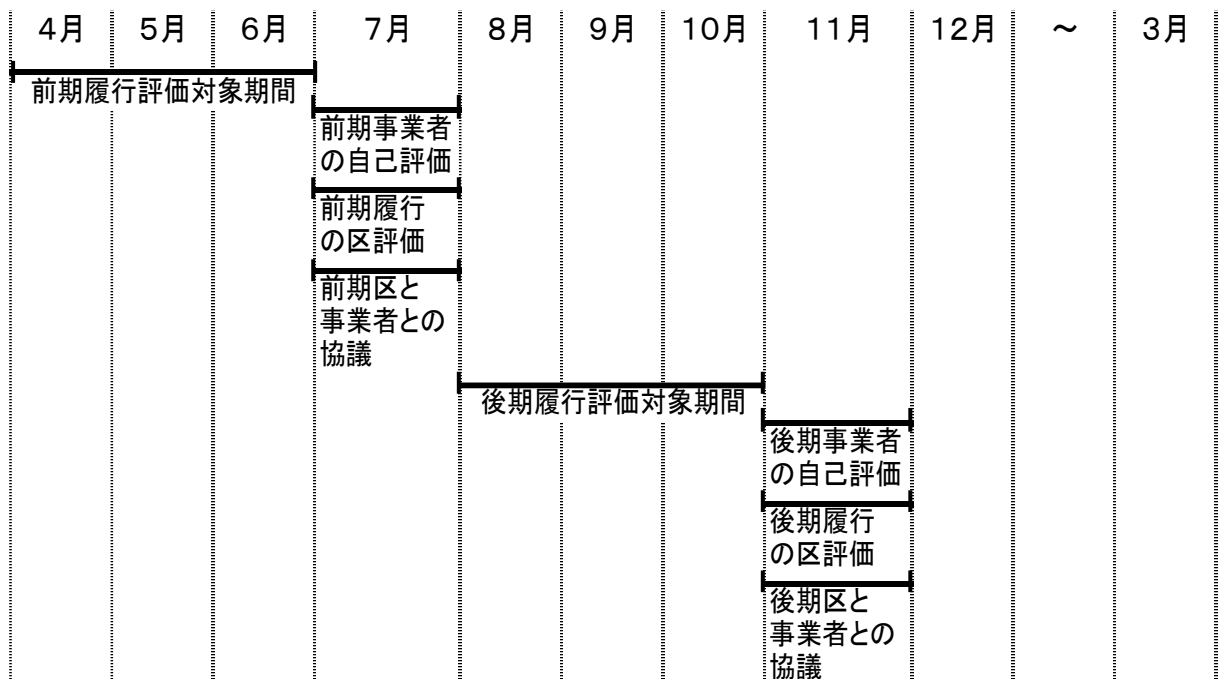 4月 5月 6月 7月 8月 9月 10月 11月 12月 ～ 3月
前期履行評価対象期間
前期事業者
の自己評価
前期履行
の区評価
前期区と
事業者との
協議
後期履行評価対象期間
後期事業者
の自己評価
後期履行
の区評価
後期区と
事業者との
協議